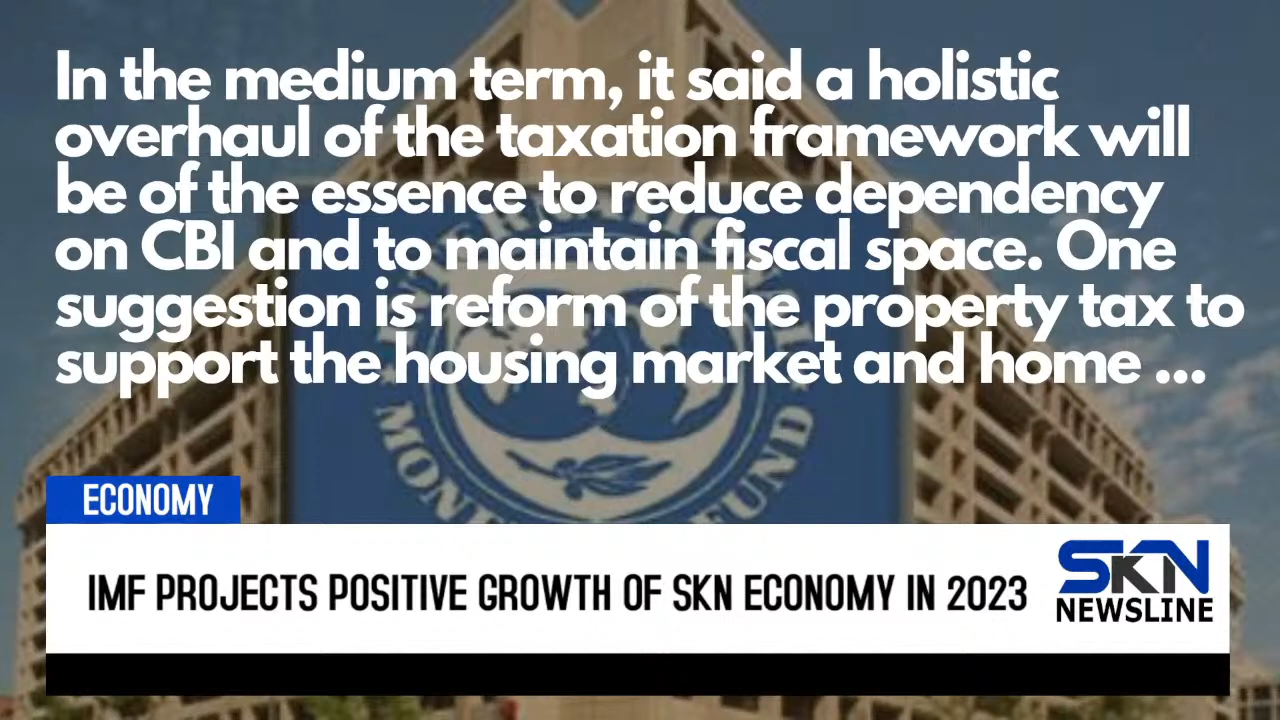 In the medium term, it said a holistic
overhaul of the taxation framework will
be of the essence to reduce dependency
on CBI and to maintain fiscal space. One
suggestion is reform of the property tax to
support the housing market and home ...
MONE
FUND
ECONOMY
IMF PROJECTS POSITIVE GROWTH OF SKN ECONOMY IN 2023
SKN
NEWSLINE